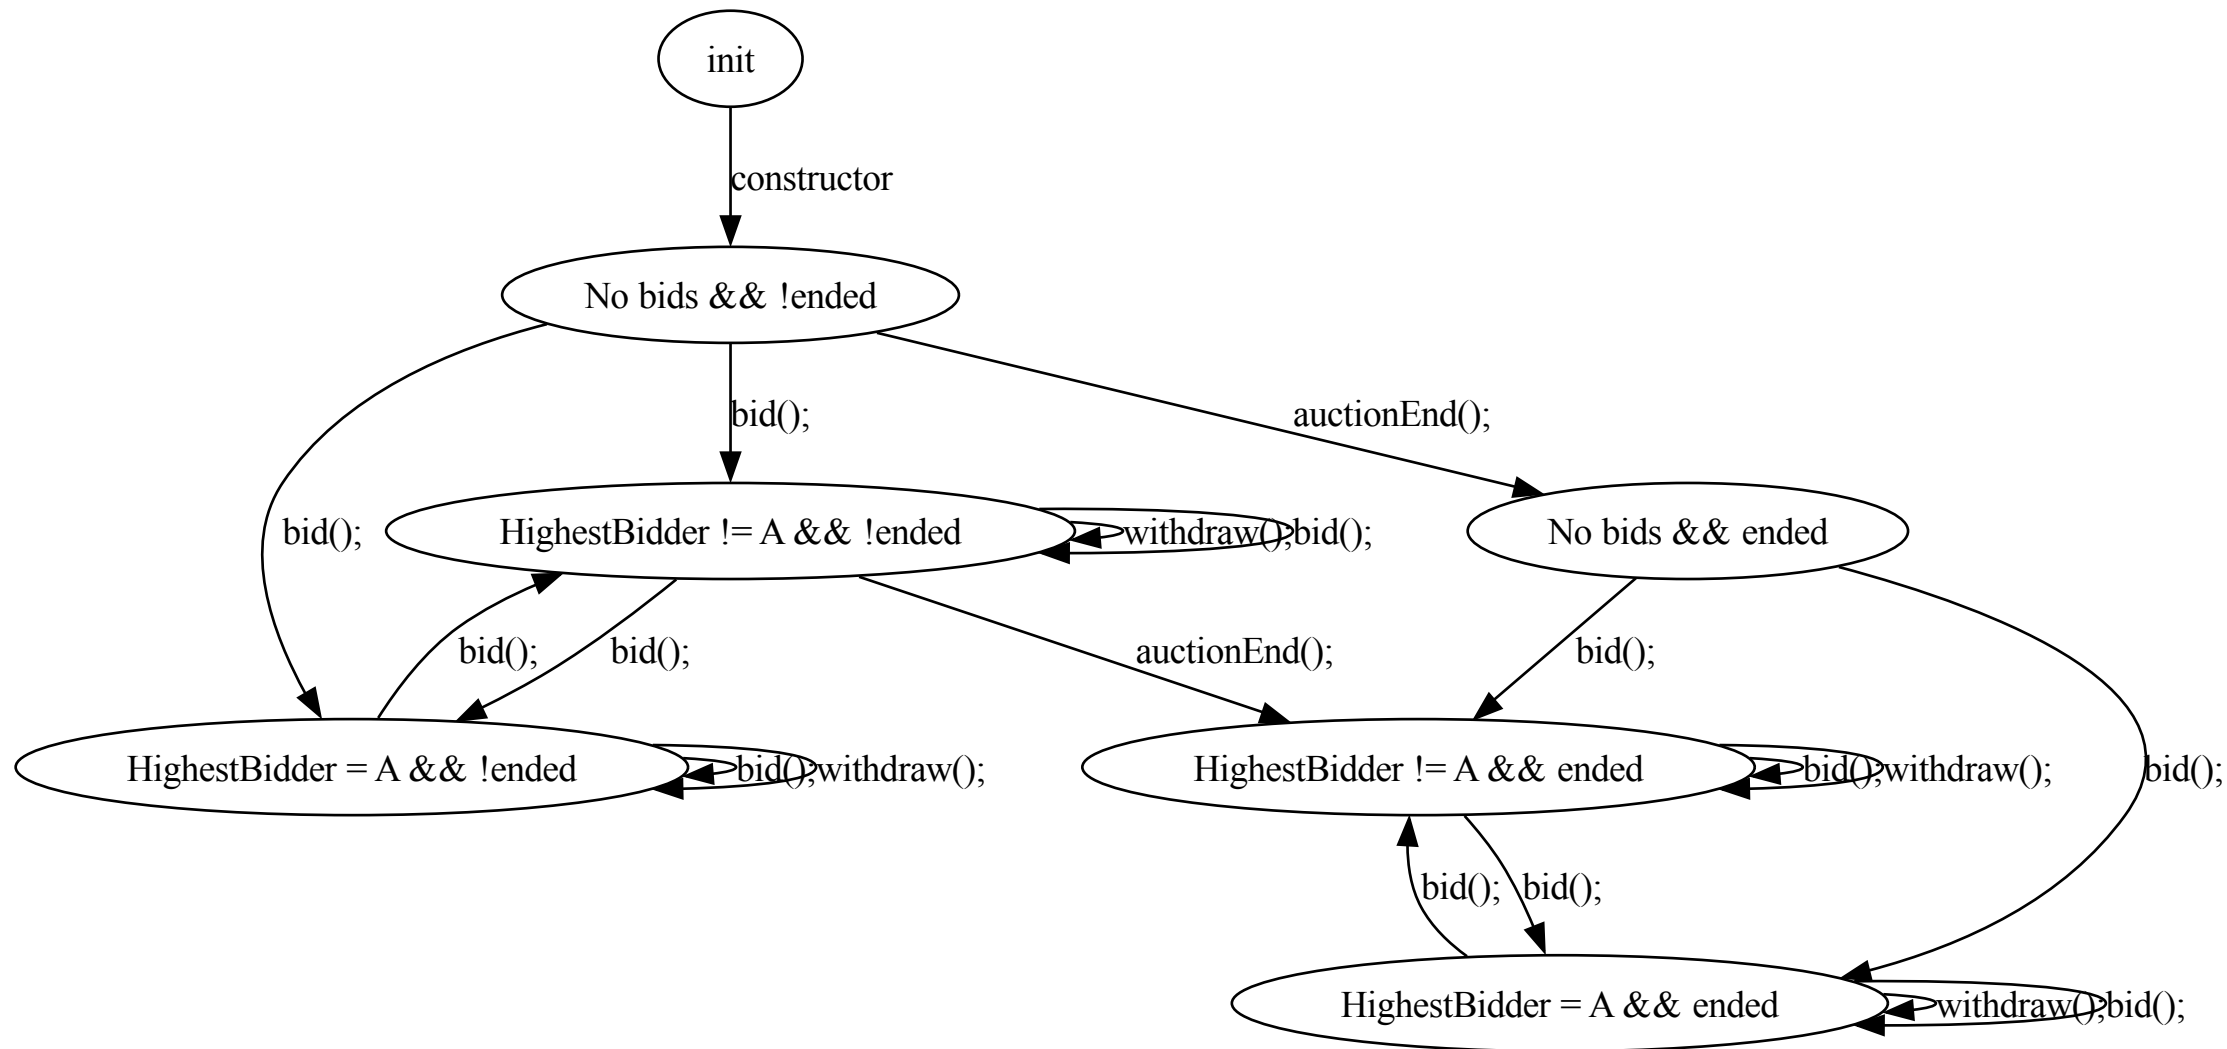 init
constructor
No bids && !ended
bid();
auctionEnd();
bid();
HighestBidder != A && !ended
withdraw();
bid();
No bids && ended
bid();
bid();
auctionEnd();
bid();
HighestBidder = A && !ended
bid();
withdraw();
HighestBidder != A && ended
bid();
withdraw();
bid();
bid();
bid();
HighestBidder = A && ended
withdraw();
bid();